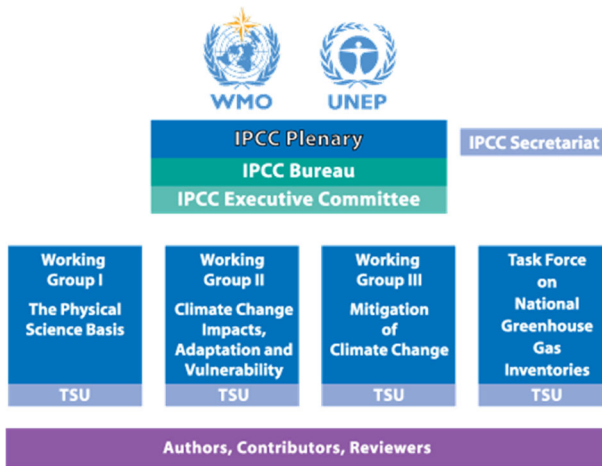 WMO
UNEP
IPCC Plenary
IPCC Secretariat
IPCC Bureau
IPCC Executive Committee
Working
Group I
The Physical
Science Basis
TSU
Working
Group II
Climate Change
Impacts,
Adaptation and
Vulnerability
TSU
Working
Group III
Mitigation
of
Climate Change
TSU
Task Force
on
National
Greenhouse
Gas
Inventories
TSU
Authors, Contributors, Reviewers